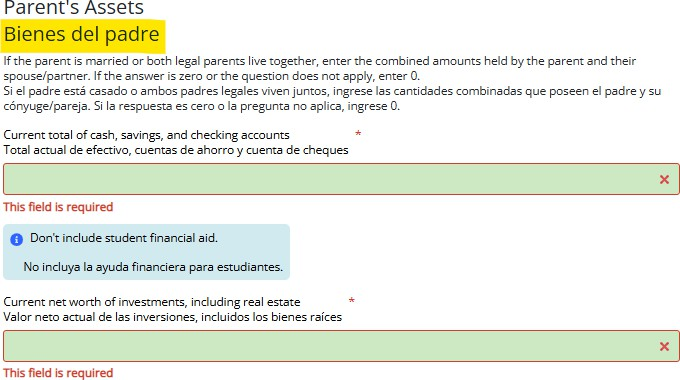 Parent's Assets
Bienes del padre
If the parent is married or both legal parents live together, enter the combined amounts held by the parent and their
spouse/partner. If the answer is zero or the question does not apply, enter 0.
Si el padre está casado o ambos padres legales viven juntos, ingrese las cantidades combinadas que poseen el padre y su
cónyuge/pareja. Si la respuesta es cero o la pregunta no aplica, ingrese 0.
Current total of cash, savings, and checking accounts *
Total actual de efectivo, cuentas de ahorro y cuenta de cheques
This field is required
Don't include student financial aid.
No incluya la ayuda financiera para estudiantes.
Current net worth of investments, including real estate *
Valor neto actual de las inversiones, incluidos los bienes raíces
This field is required